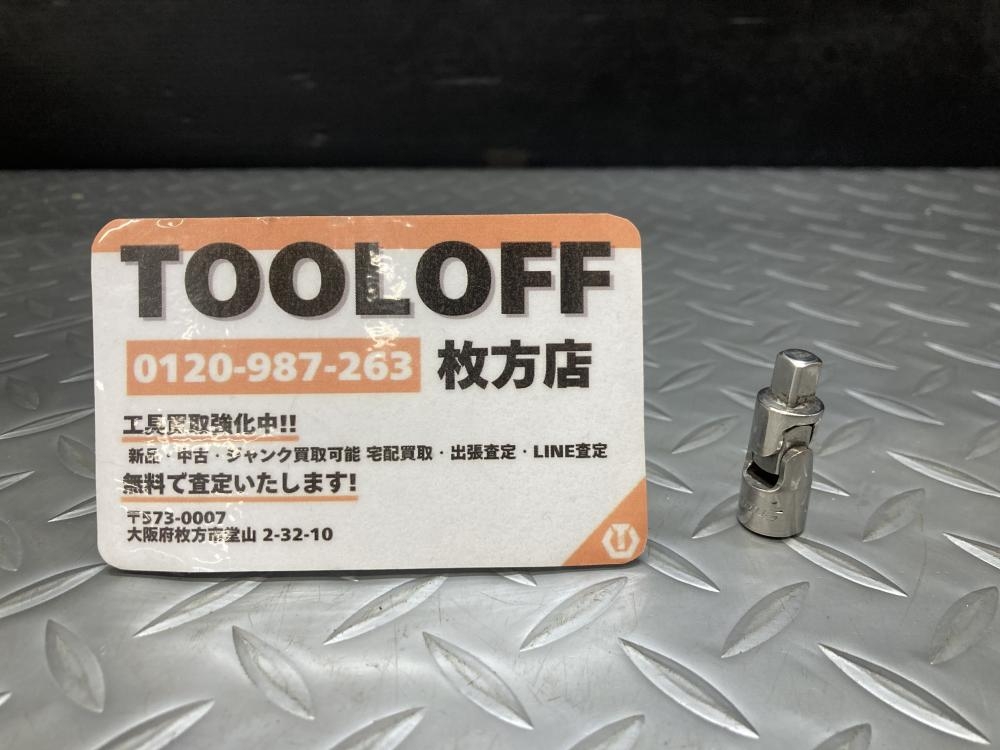 TOOLOFF
0120-987-263 枚方店
工具買取強化中!!
新品・中古・ジャンク買取可能 宅配買取・出張査定・LINE査定
無料で査定いたします!
〒573-0007
大阪府枚方市堂山 2-32-10